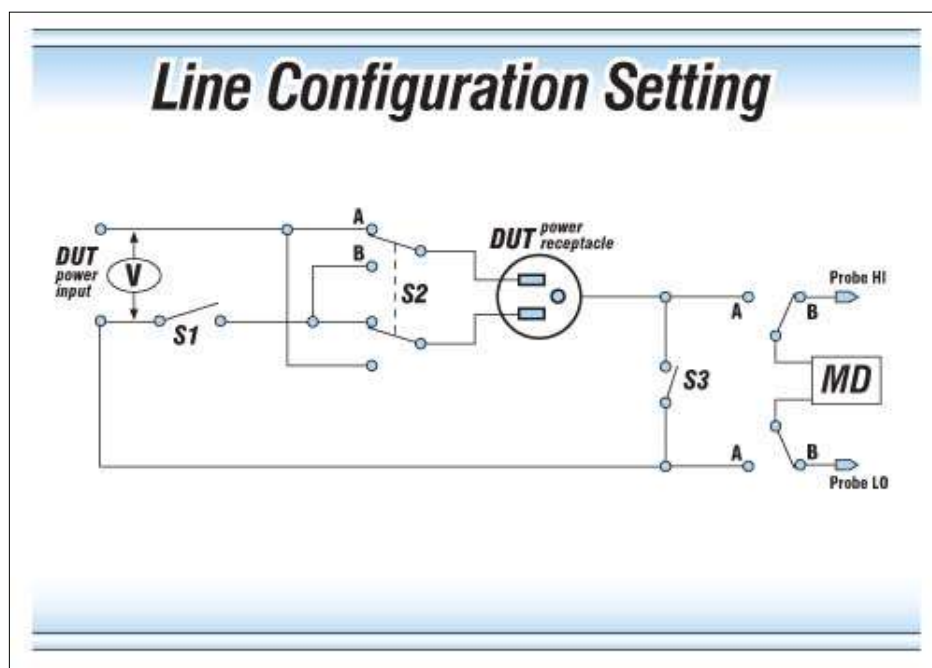 Line Configuration Setting
A
DUT power receptacle
DUT power input
V
B
S2
Probe HI
A
B
S1
S3
MD
A
B
Probe LO